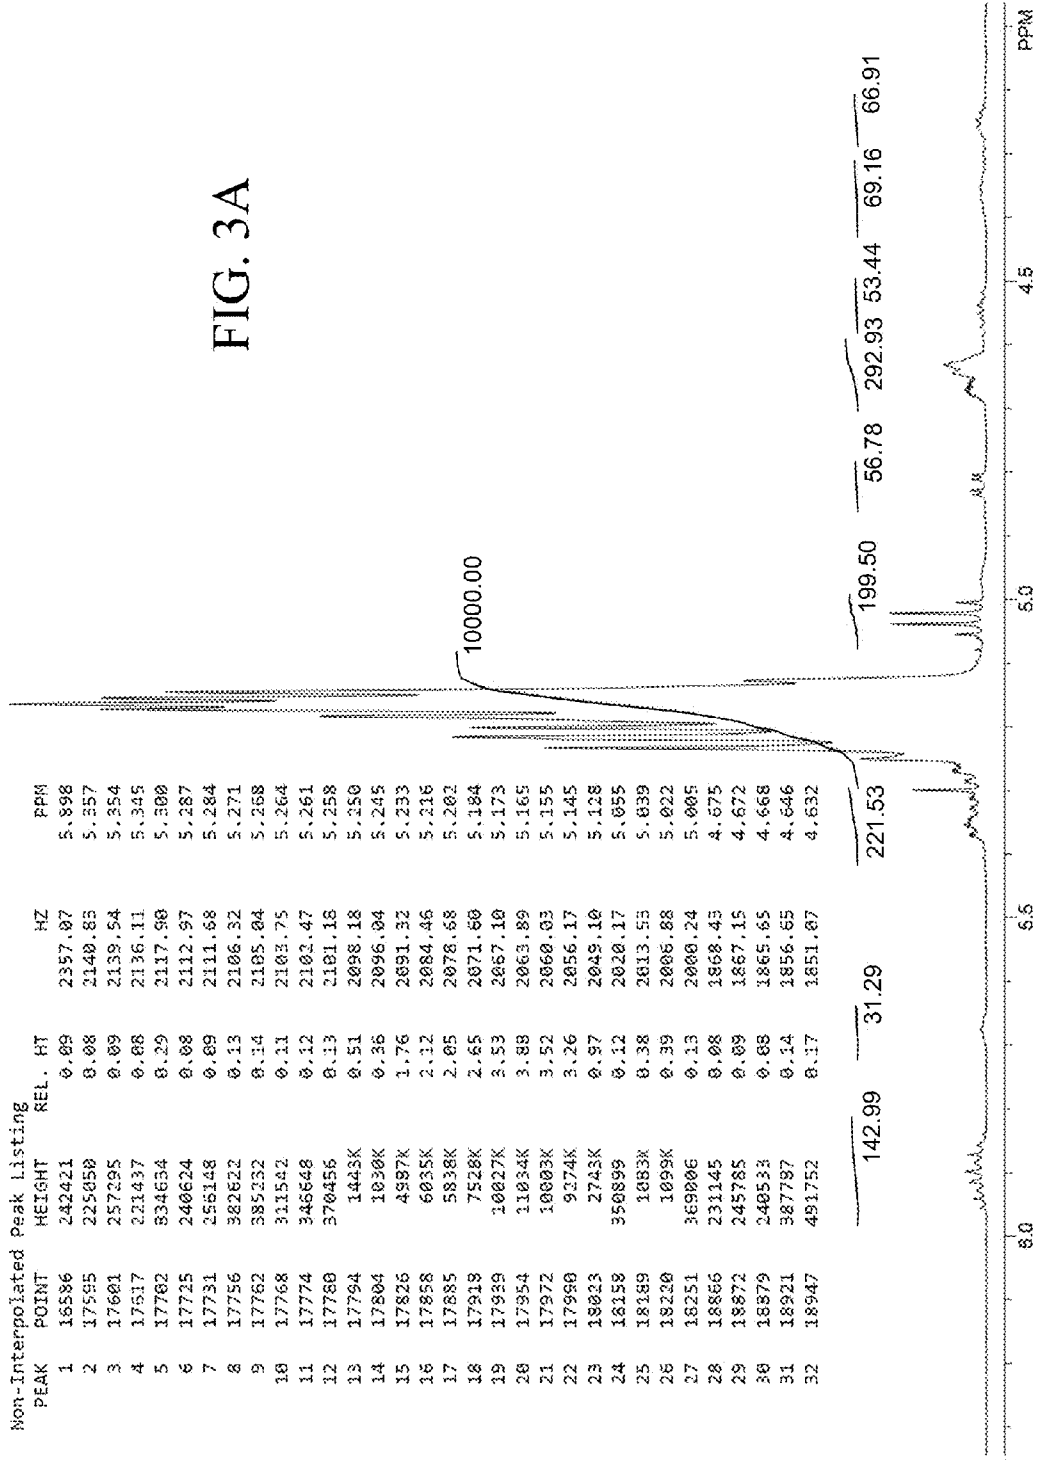 Non-Interpolated Peak Listing
PEAK POINT HEIGHT REL. HT HZ PPM
1 16586 242421 0.09 2357.07 5.898
2 17595 225050 0.08 2140.83 5.357
3 17601 257295 0.09 2139.54 5.354
4 17617 221437 0.08 2136.11 5.345
5 17702 834634 0.29 2117.90 5.300
6 17725 240624 0.08 2112.97 5.287
7 17731 256148 0.09 2111.68 5.284
8 17756 382622 0.13 2106.32 5.271
9 17762 385232 0.14 2105.04 5.268
10 17768 311542 0.11 2103.75 5.264
11 17774 346648 0.12 2102.47 5.261
12 17780 370456 0.13 2101.18 5.258
13 17794 1443K 0.51 2098.18 5.250
14 17804 1030K 0.36 2096.04 5.245
15 17826 4987K 1.76 2091.32 5.233
16 17858 6035K 2.12 2084.46 5.216
17 17885 5838K 2.05 2078.68 5.202
18 17918 7528K 2.65 2071.60 5.184
19 17939 10027K 3.53 2067.10 5.173
20 17954 11034K 3.88 2063.89 5.165
21 17972 10003K 3.52 2060.03 5.155
22 17990 9274K 3.26 2056.17 5.145
23 18023 2743K 0.97 2049.10 5.128
24 18158 350899 0.12 2020.17 5.055
25 18189 1083K 0.38 2013.53 5.039
26 18220 1099K 0.39 2006.88 5.022
27 18251 369006 0.13 2000.24 5.005
28 18866 231145 0.08 1868.43 4.675
29 18872 245785 0.09 1867.15 4.672
30 18879 240533 0.08 1865.65 4.668
31 18921 387787 0.14 1856.65 4.646
32 18947 491752 0.17 1851.07 4.632
FIG. 3A
10000.00
142.99 31.29 221.53 199.50 56.78 292.93 53.44 69.16 66.91
6.0 5.5 5.0 4.5 PPM